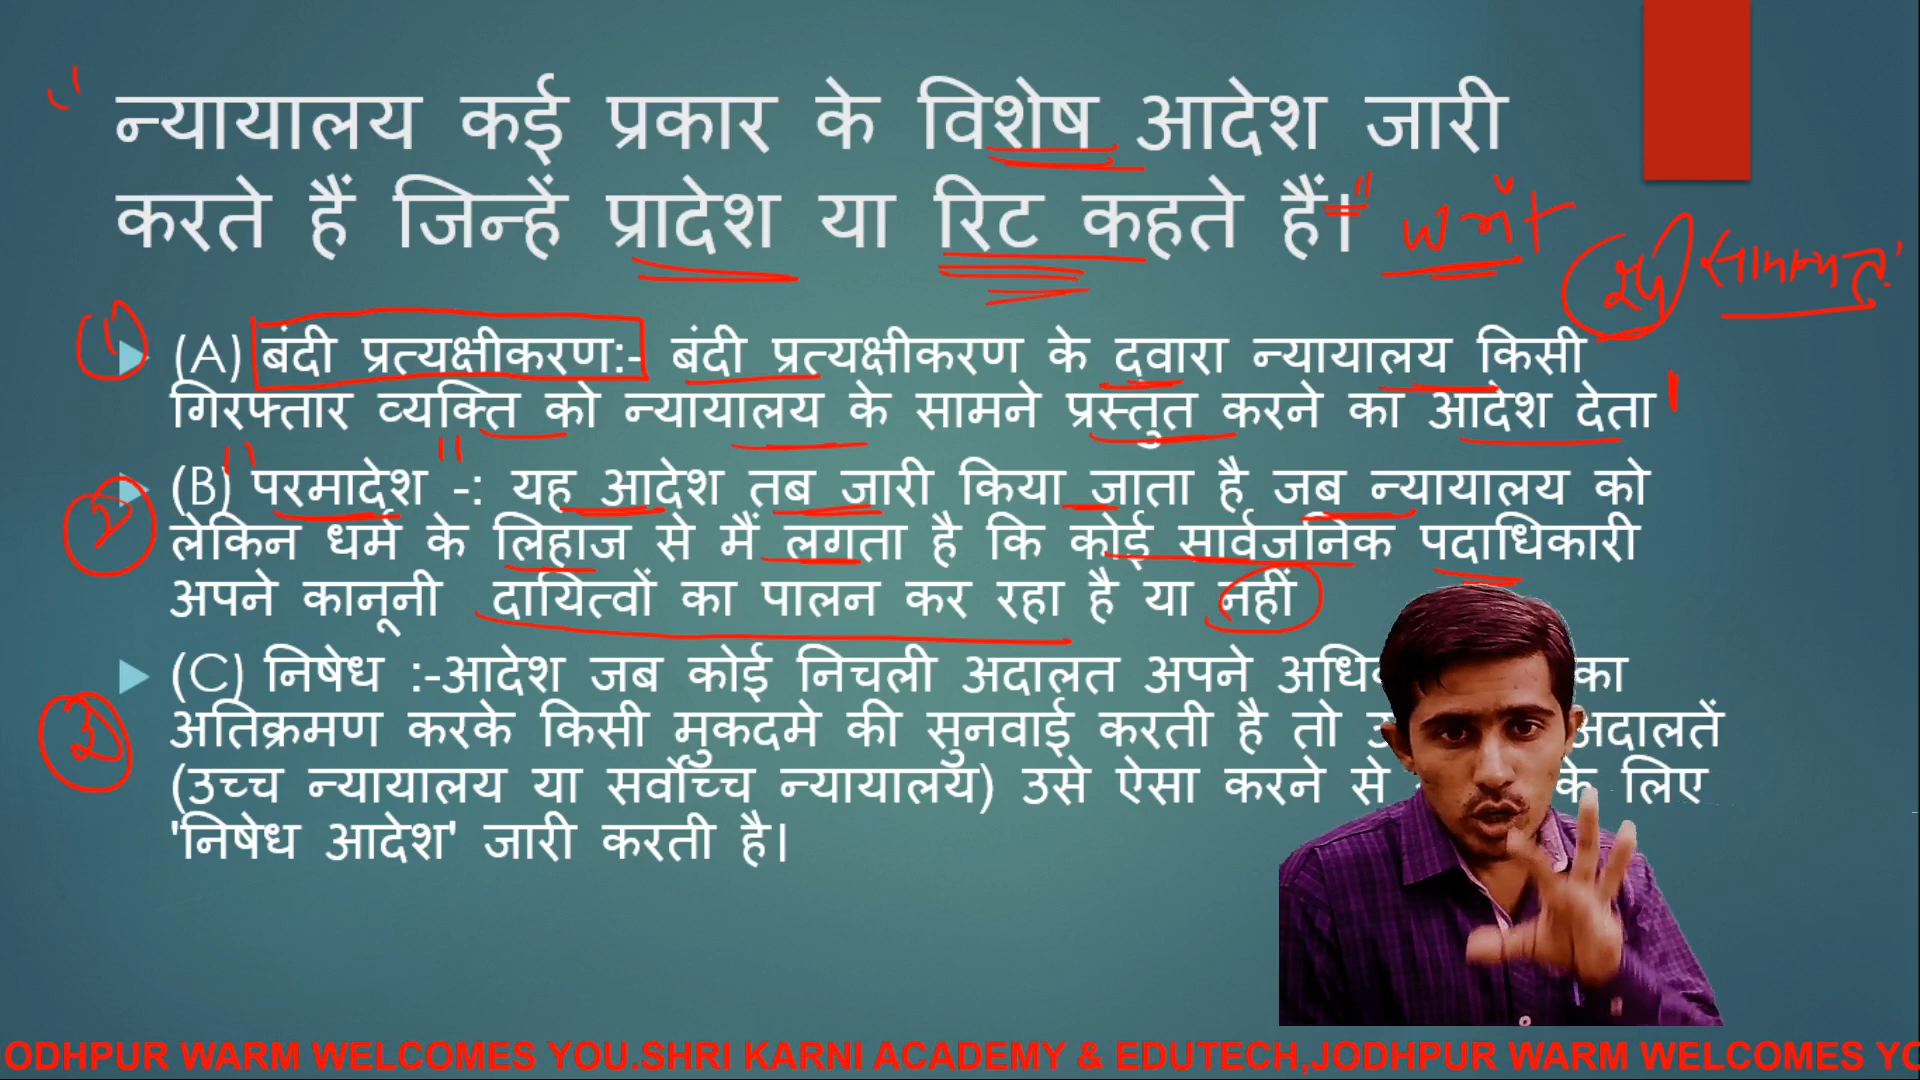 न्यायालय कई प्रकार के विशेष आदेश जारी
करते हैं जिन्हें प्रादेश या रिट कहते हैं।
(A) बंदी प्रत्यक्षीकरण:- बंदी प्रत्यक्षीकरण के दवारा न्यायालय किसी
गिरफ्तार व्यक्ति को न्यायालय के सामने प्रस्तुत करने का आदेश देता
(B) परमादेश -: यह आदेश तब जारी किया जाता है जब न्यायालय को
लेकिन धर्म के लिहाज से मैं लगता है कि कोई सार्वजनिक पदाधिकारी
अपने कानूनी दायित्वों का पालन कर रहा है या नहीं
(C) निषेध :-आदेश जब कोई निचली अदालत अपने का
अतिक्रमण करके किसी मुकदमे की सुनवाई करती है तो अदालतें
(उच्च न्यायालय या सर्वोच्च न्यायालय) उसे ऐसा करने से के लिए
'निषेध आदेश' जारी करती है।
ODHPUR WARM WELCOMES YOU.SHRI KARNI ACADEMY & EDUTECH,JODHPUR WARM WELCOMES